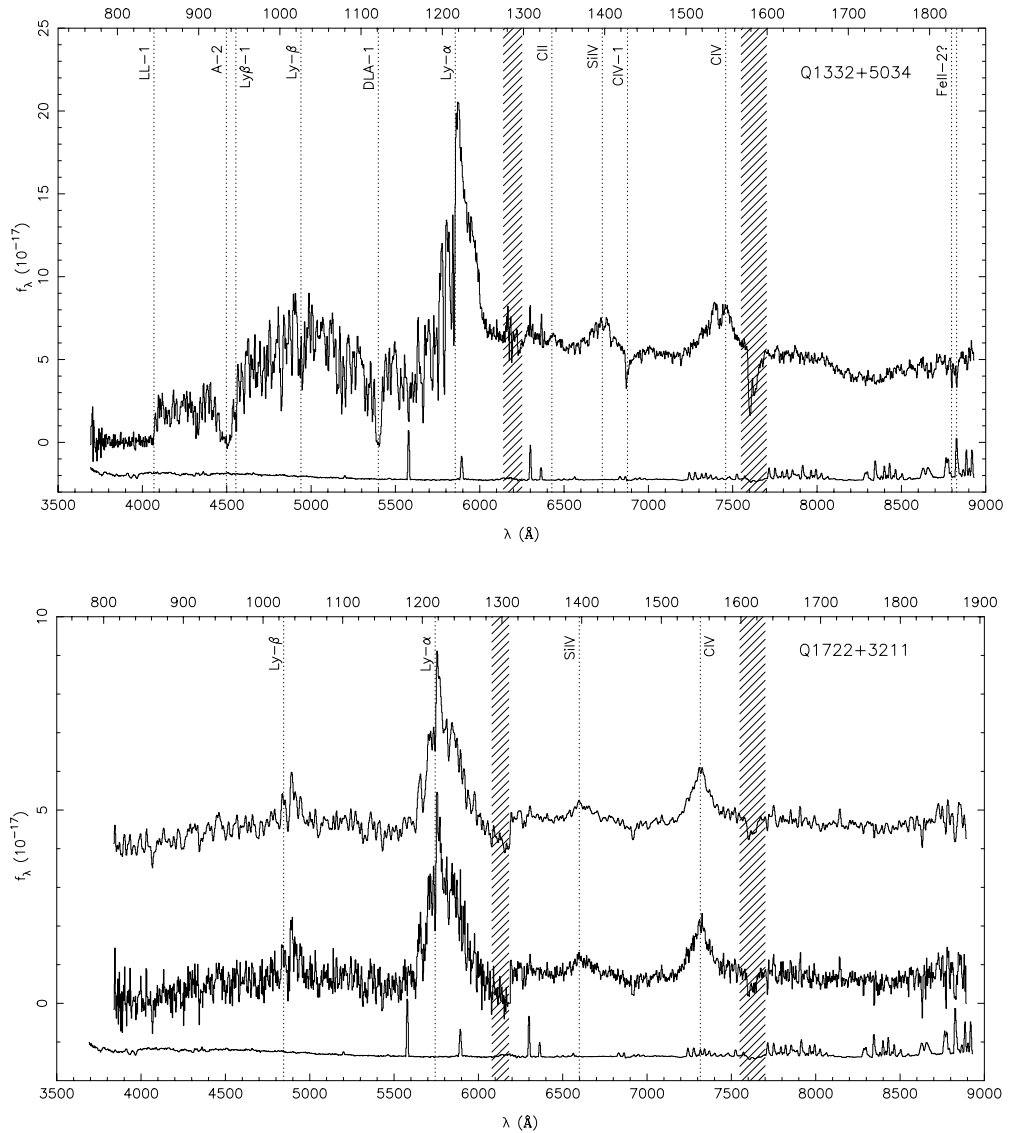 800 900 1000 1100 1200 1300 1400 1500 1600 1700 1800
25
20
15
10
5
0
f_λ (10^−17)
LL−1
A−2
Lyβ−1
Ly−β
DLA−1
Ly−α
CII
SiIV
CIV−1
CIV
FeII−2?
Q1332+5034
3500 4000 4500 5000 5500 6000 6500 7000 7500 8000 8500 9000
λ (Å)
800 900 1000 1100 1200 1300 1400 1500 1600 1700 1800 1900
10
5
0
f_λ (10^−17)
Ly−β
Ly−α
SiIV
CIV
Q1722+3211
3500 4000 4500 5000 5500 6000 6500 7000 7500 8000 8500 9000
λ (Å)